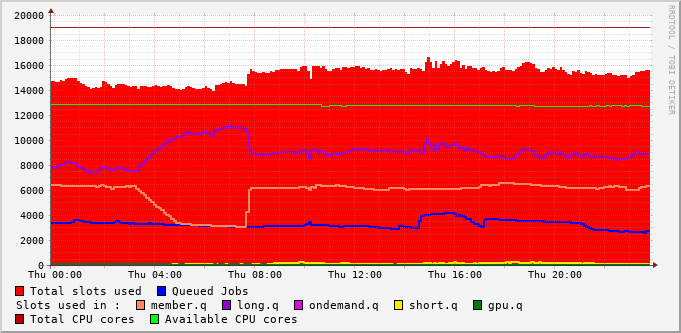 20000
18000
16000
14000
12000
10000
8000
6000
4000
2000
0
Thu 00:00 Thu 04:00 Thu 08:00 Thu 12:00 Thu 16:00 Thu 20:00
Total slots used Queued Jobs
Slots used in : member.q long.q ondemand.q short.q gpu.q
Total CPU cores Available CPU cores
RRDTOOL / TOBI OETIKER